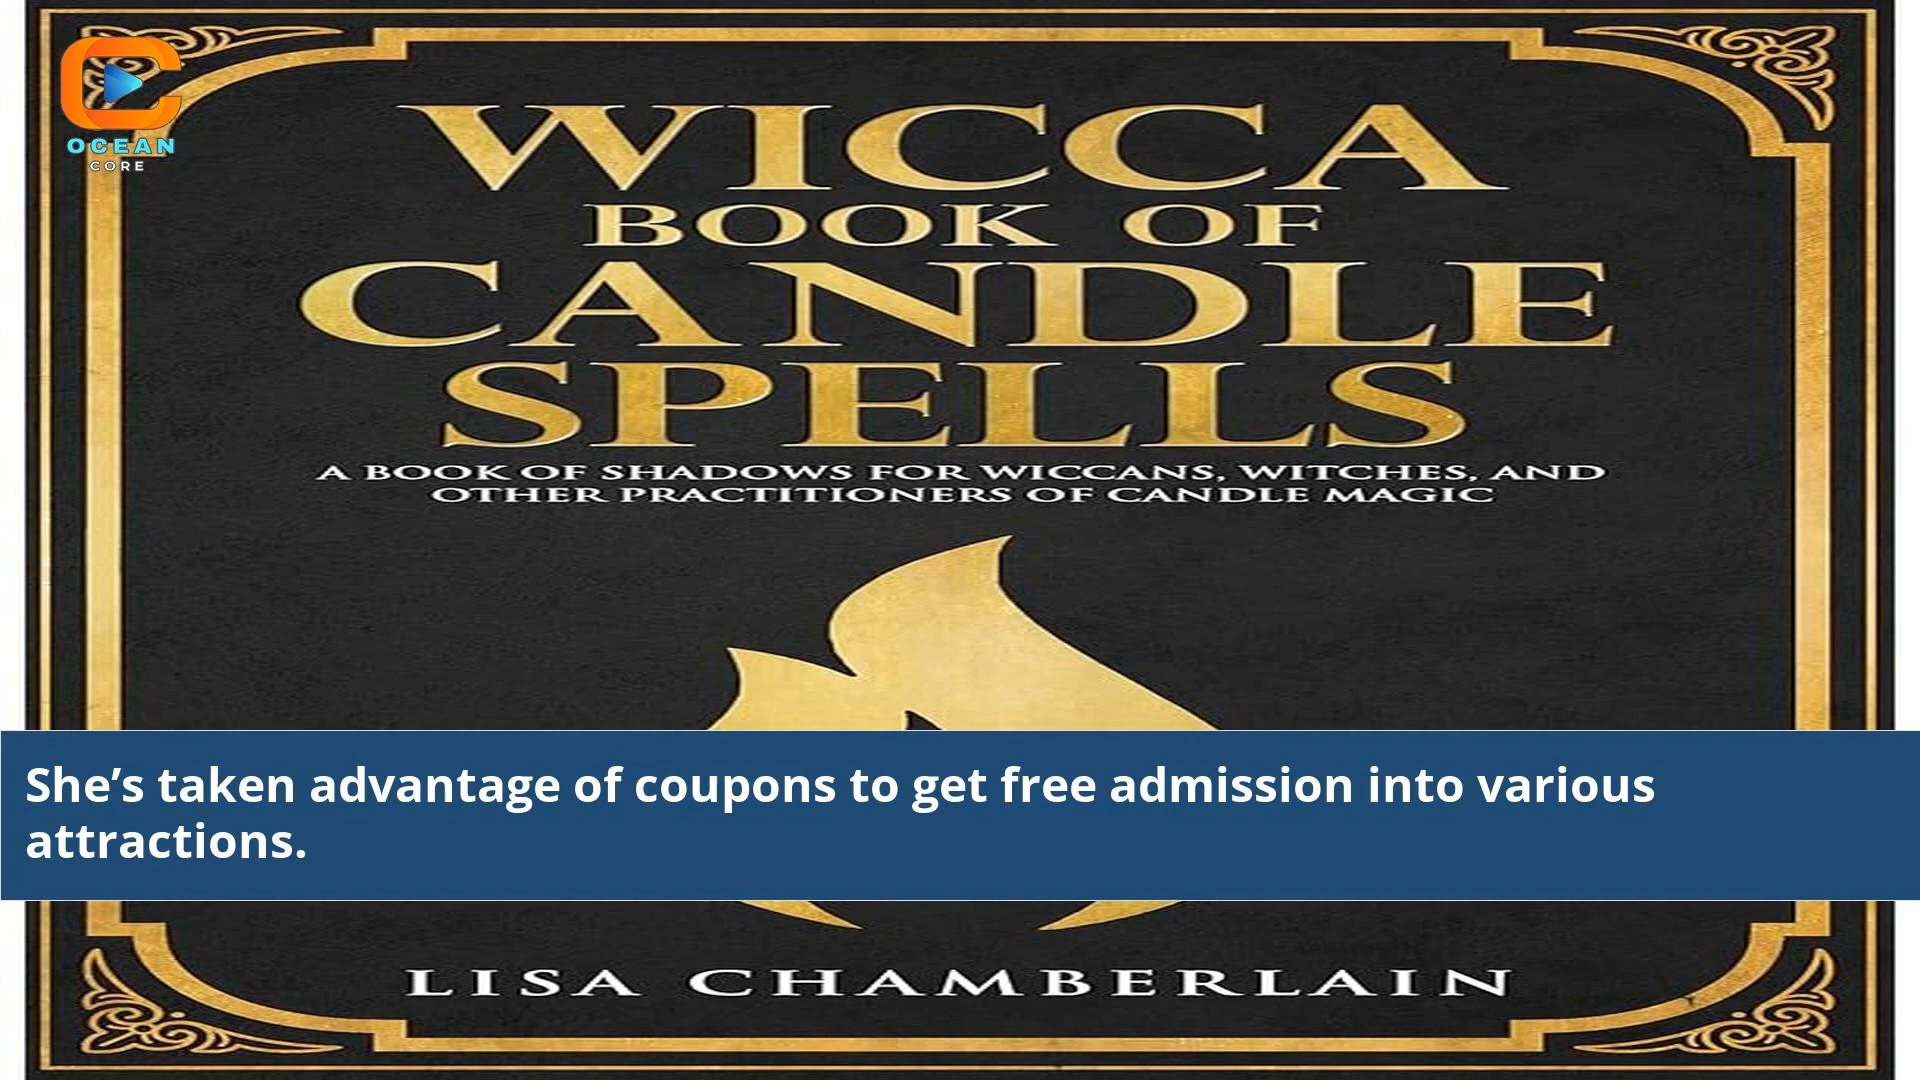 OCEAN
CORE
WICCA
BOOK OF
CANDLE
SPELLS
A BOOK OF SHADOWS FOR WICCANS, WITCHES, AND
OTHER PRACTITIONERS OF CANDLE MAGIC
She’s taken advantage of coupons to get free admission into various
attractions.
LISA CHAMBERLAIN